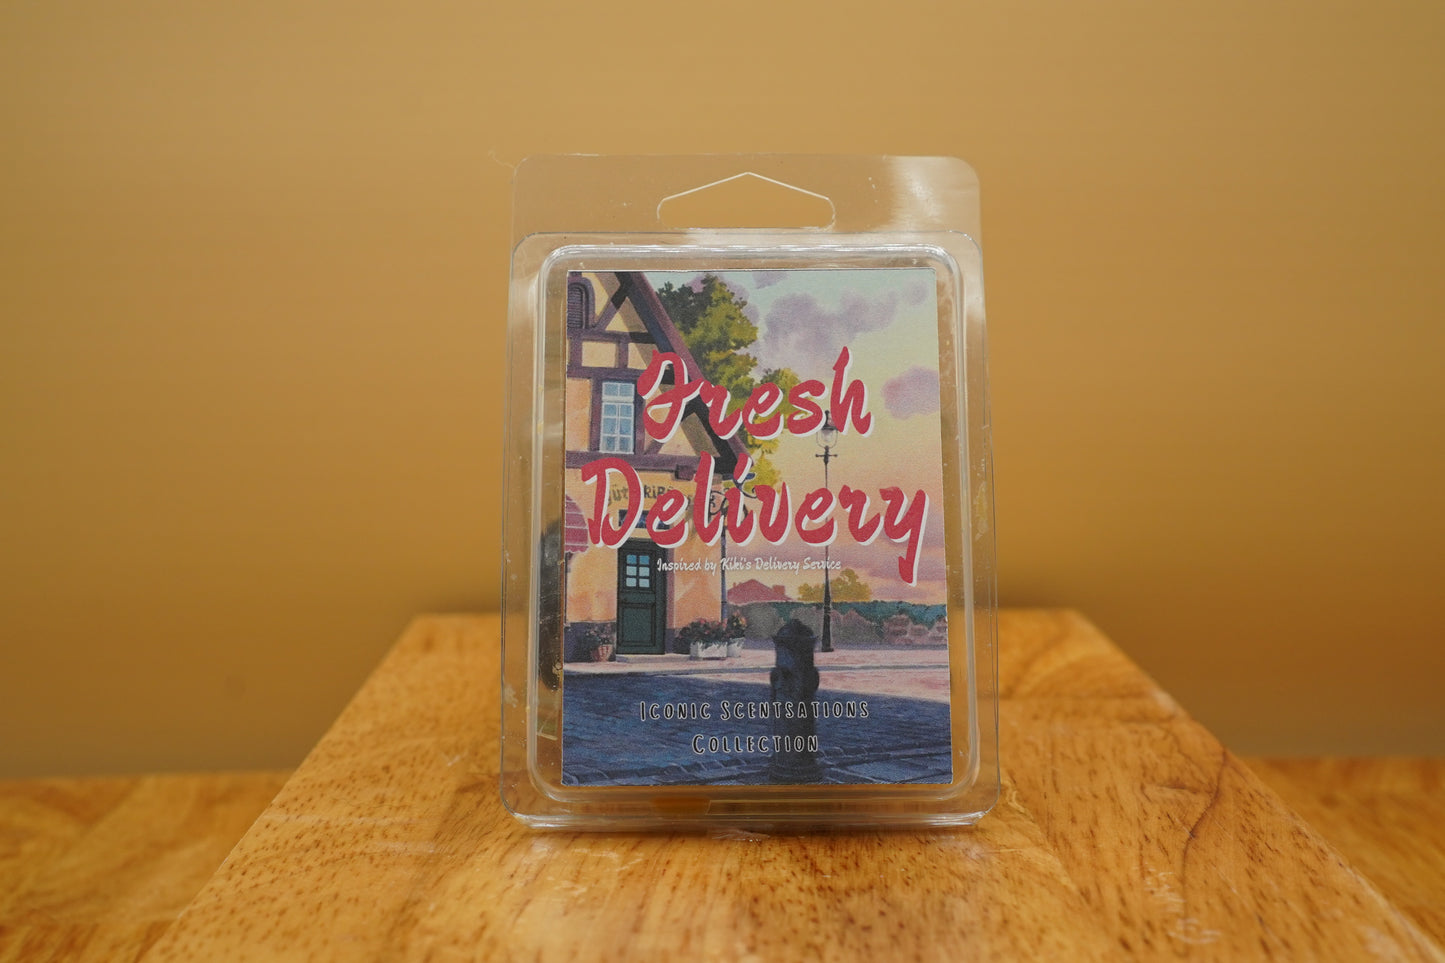 Fresh
Delivery
Inspired by Kiki's Delivery Service
Iconic Scentsations
Collection